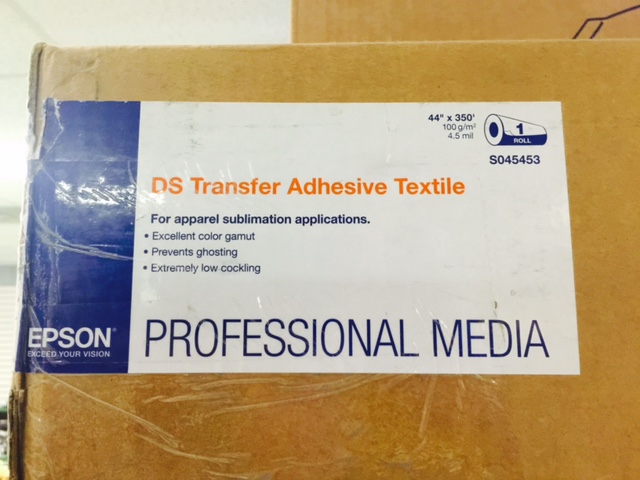 44" x 350'
100 g/m²
4.5 mil
1
ROLL
S045453
DS Transfer Adhesive Textile
For apparel sublimation applications.
• Excellent color gamut
• Prevents ghosting
• Extremely low cockling
EPSON®
EXCEED YOUR VISION
PROFESSIONAL MEDIA